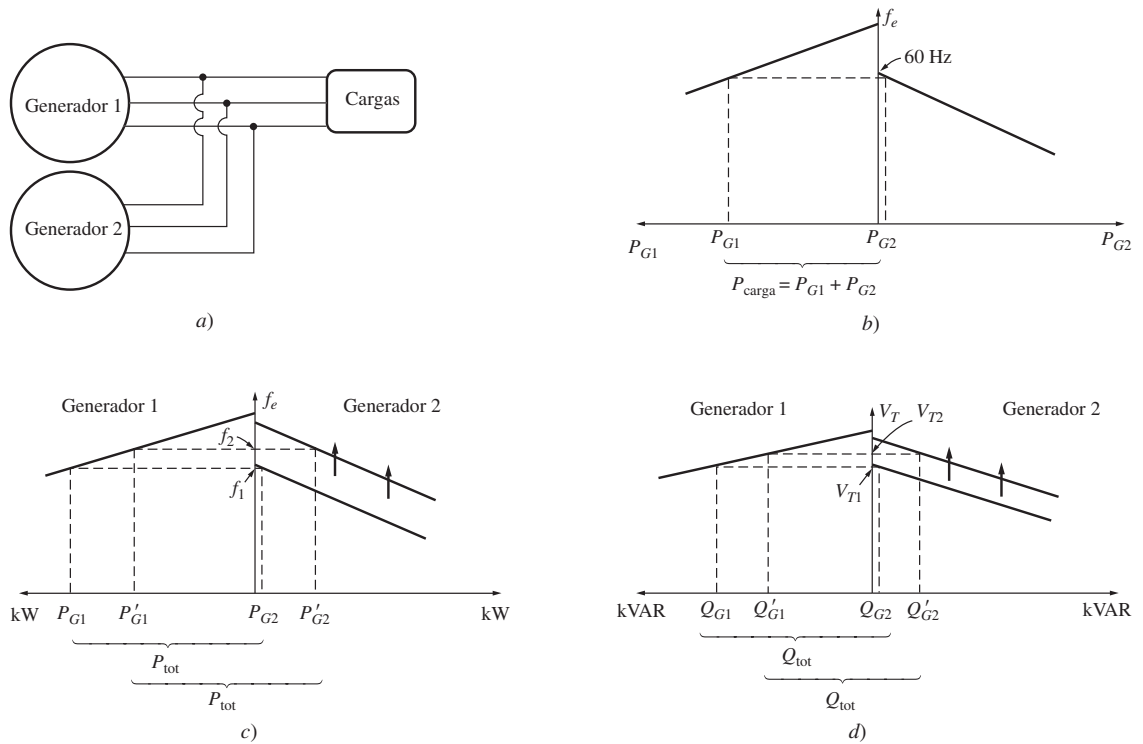 Generador 1
Cargas
Generador 2
a)
f_e
60 Hz
P_G1 P_G1 P_G2 P_G2
P_carga = P_G1 + P_G2
b)
Generador 1 f_e Generador 2
f_2
f_1
kW P_G1 P'_G1 P_G2 P'_G2 kW
P_tot
P_tot
c)
Generador 1 V_T V_T2 Generador 2
V_T1
kVAR Q_G1 Q'_G1 Q_G2 Q'_G2 kVAR
Q_tot
Q_tot
d)